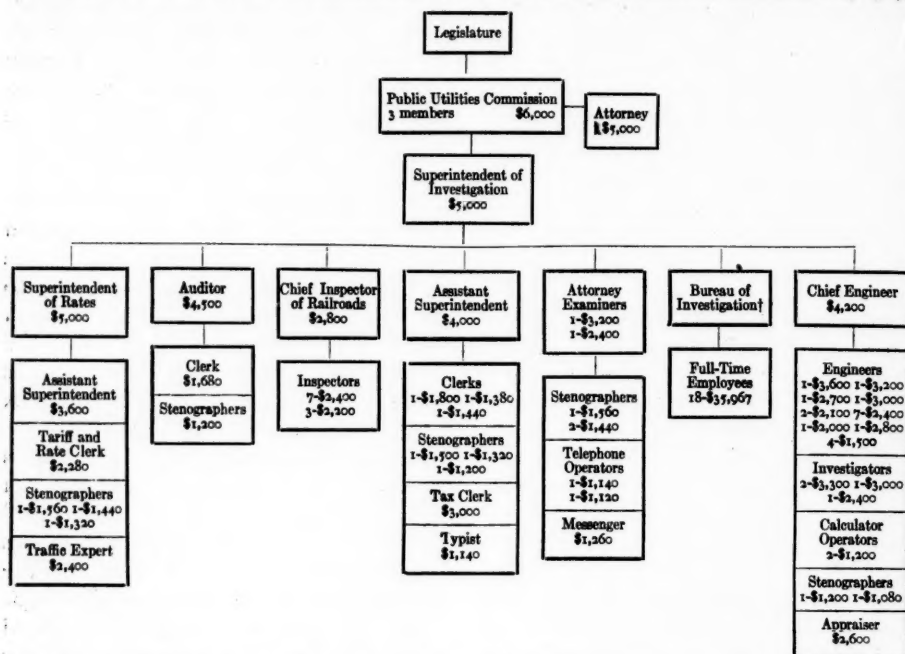 Legislature
Public Utilities Commission
3 members $6,000
Attorney
$5,000
Superintendent of
Investigation
$5,000
Superintendent
of Rates
$5,000
Assistant
Superintendent
$3,600
Tariff and
Rate Clerk
$2,280
Stenographers
1-$1,560 1-$1,440
1-$1,320
Traffic Expert
$2,400
Auditor
$4,500
Clerk
$1,680
Stenographers
$1,200
Chief Inspector
of Railroads
$2,800
Inspectors
7-$2,400
3-$2,200
Assistant
Superintendent
$4,000
Clerks
1-$1,800 1-$1,380
1-$1,440
Stenographers
1-$1,500 1-$1,320
1-$1,200
Tax Clerk
$3,000
Typist
$1,140
Attorney
Examiners
1-$3,200
1-$2,400
Stenographers
1-$1,560
2-$1,440
Telephone
Operators
1-$1,140
1-$1,120
Messenger
$1,260
Bureau of
Investigation†
Full-Time
Employees
18-$35,967
Chief Engineer
$4,200
Engineers
1-$3,600 1-$3,200
1-$2,700 1-$3,000
2-$2,100 7-$2,400
1-$2,000 1-$2,800
4-$1,500
Investigators
2-$3,300 1-$3,000
1-$2,400
Calculator
Operators
2-$1,200
Stenographers
1-$1,200 1-$1,080
Appraiser
$2,600